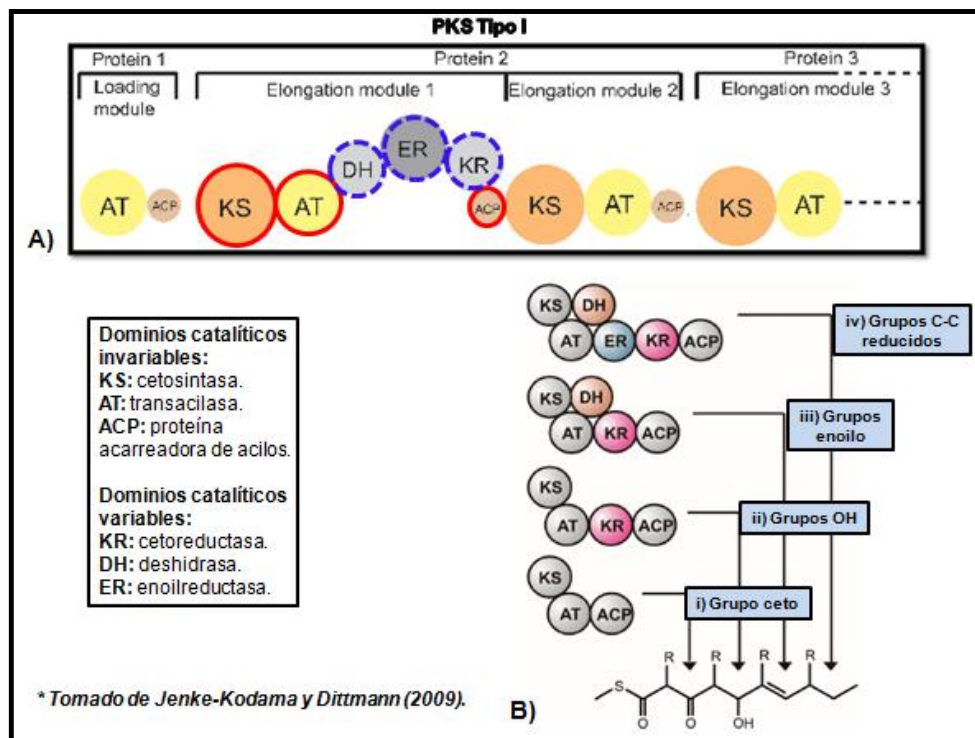 PKS Tipo I
Protein 1 Protein 2 Protein 3
Loading module Elongation module 1 Elongation module 2 Elongation module 3
AT ACP KS AT DH ER KR ACP KS AT ACP KS AT
A)
Dominios catalíticos
invariables:
KS: cetosintasa.
AT: transacilasa.
ACP: proteína
acarreadora de acilos.
Dominios catalíticos
variables:
KR: cetoreductasa.
DH: deshidrasa.
ER: enoilreductasa.
KS DH
AT ER KR ACP
iv) Grupos C-C
reducidos
KS DH
AT KR ACP
iii) Grupos
enoilo
KS
AT KR ACP
ii) Grupos OH
KS
AT ACP
i) Grupo ceto
R R R R
S
O O OH
B)
* Tomado de Jenke-Kodama y Dittmann (2009).